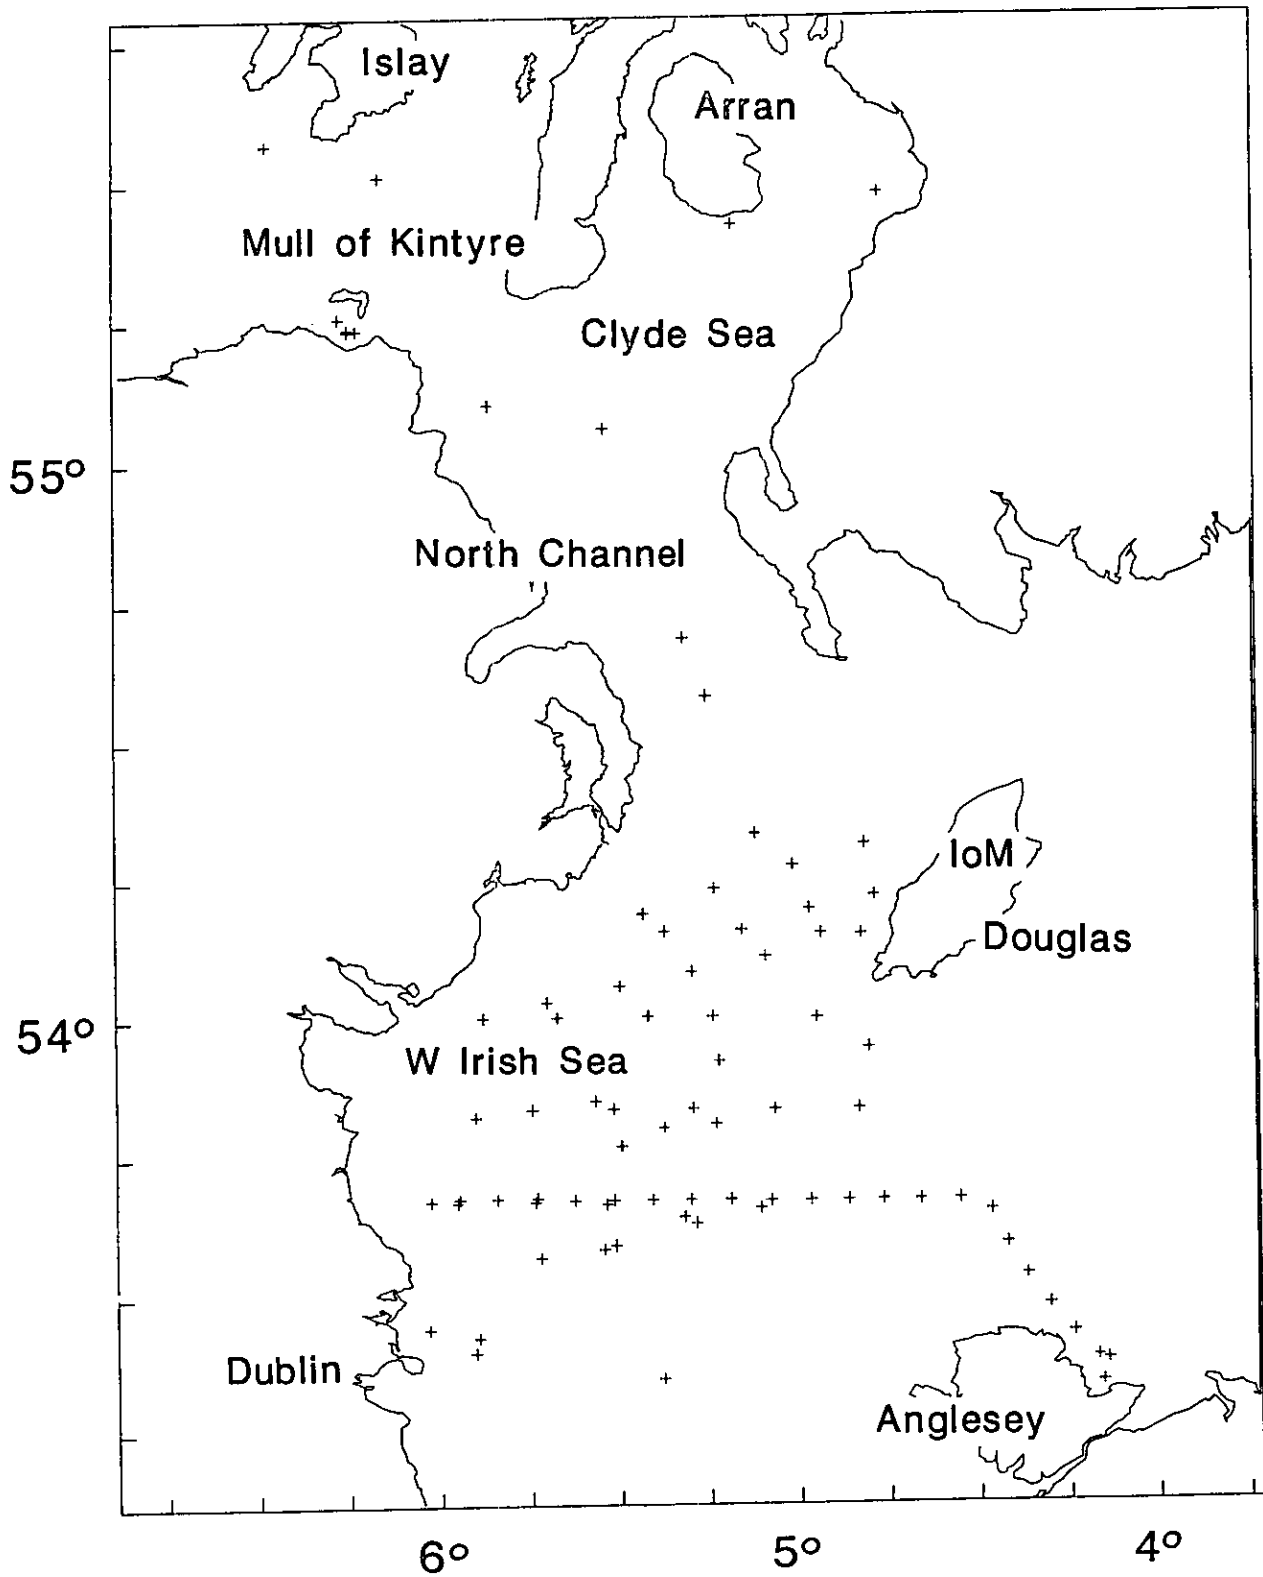 Islay
Arran
Mull of Kintyre
Clyde Sea
55°
North Channel
IoM
Douglas
54°
W Irish Sea
Dublin
Anglesey
6°
5°
4°